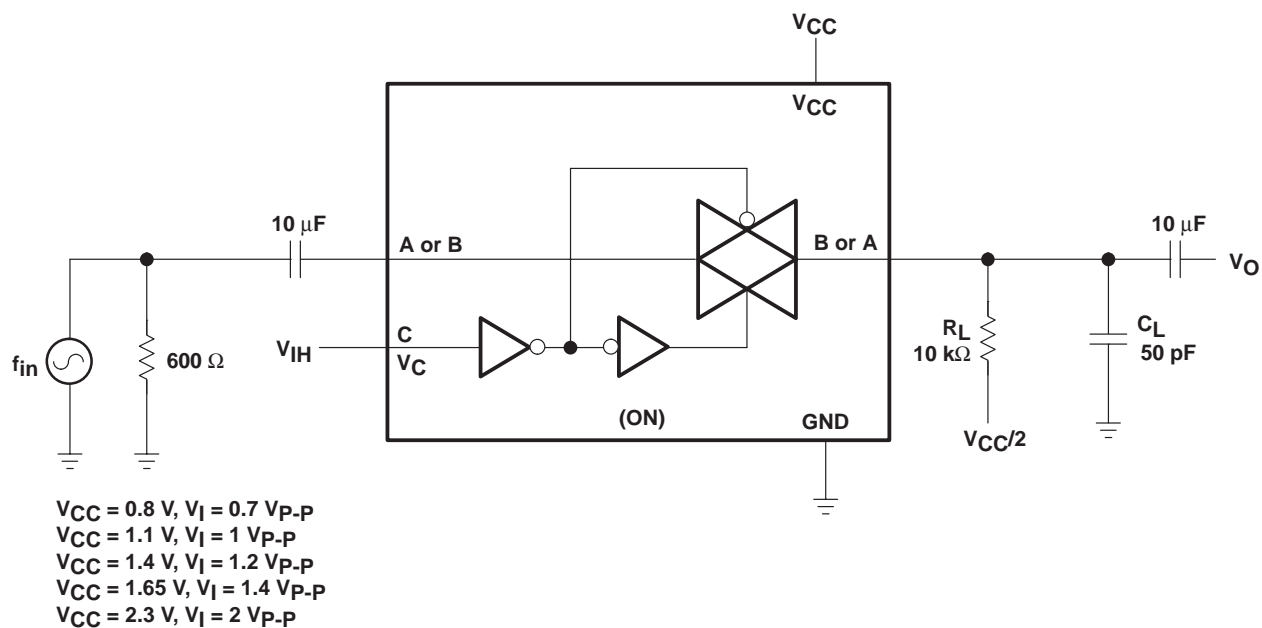 VCC
VCC
10 μF
A or B
B or A
10 μF
VO
fin
600 Ω
VIH
C
VC
RL
10 kΩ
CL
50 pF
(ON)
GND
VCC/2
VCC = 0.8 V, VI = 0.7 VP-P
VCC = 1.1 V, VI = 1 VP-P
VCC = 1.4 V, VI = 1.2 VP-P
VCC = 1.65 V, VI = 1.4 VP-P
VCC = 2.3 V, VI = 2 VP-P